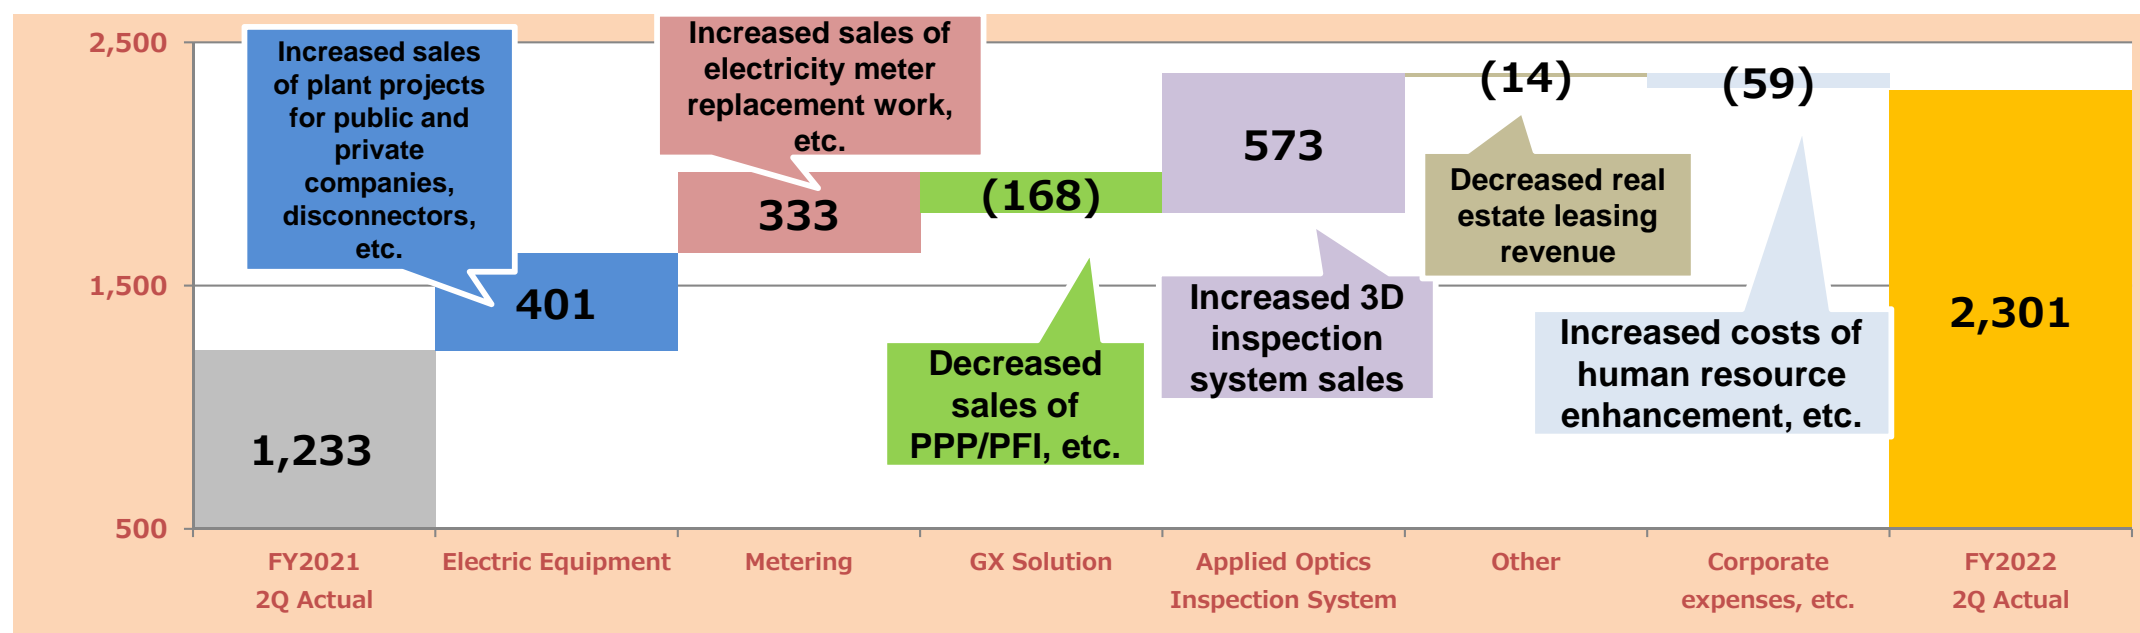 2,500
1,500
500
Increased sales
of plant projects
for public and
private
companies,
disconnectors,
etc.
Increased sales of
electricity meter
replacement work,
etc.
(14)
(59)
573
(168)
333
401
2,301
1,233
Decreased real
estate leasing
revenue
Increased 3D
inspection
system sales
Increased costs of
human resource
enhancement, etc.
Decreased
sales of
PPP/PFI, etc.
FY2021
2Q Actual
Electric Equipment
Metering
GX Solution
Applied Optics
Inspection System
Other
Corporate
expenses, etc.
FY2022
2Q Actual